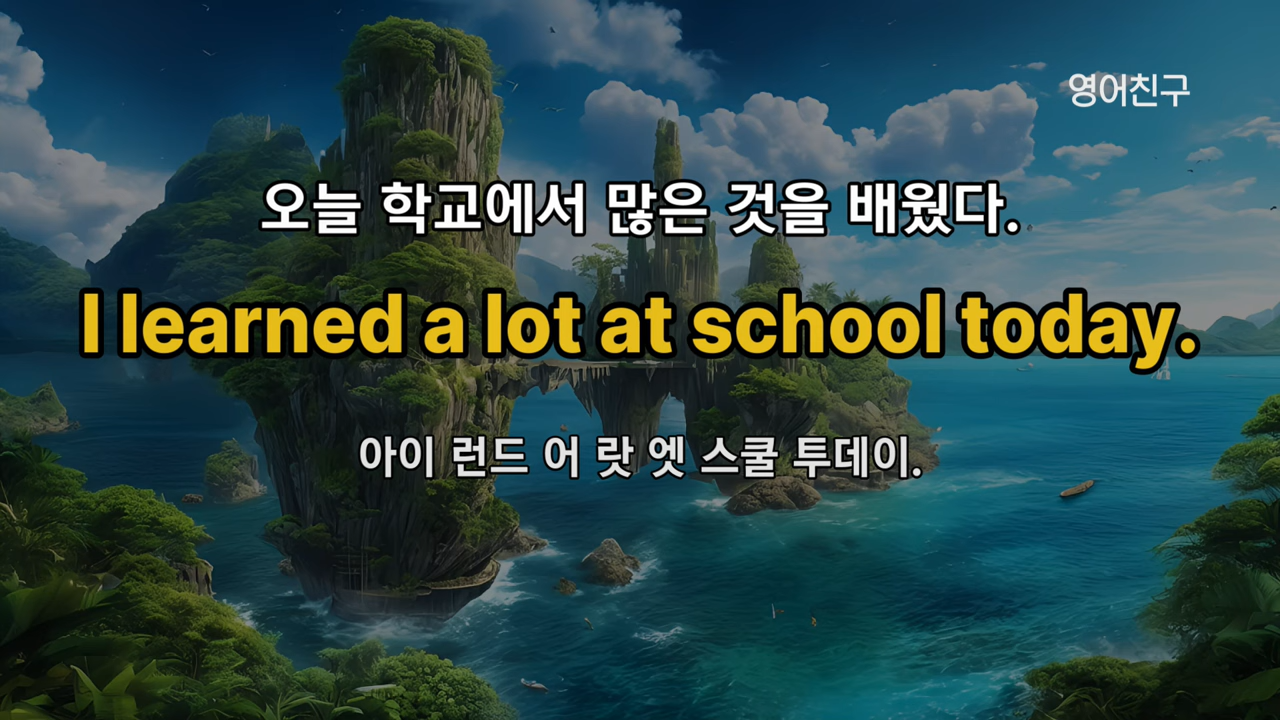 영어친구
오늘 학교에서 많은 것을 배웠다.
I learned a lot at school today.
아이 런드 어 랏 엣 스쿨 투데이.